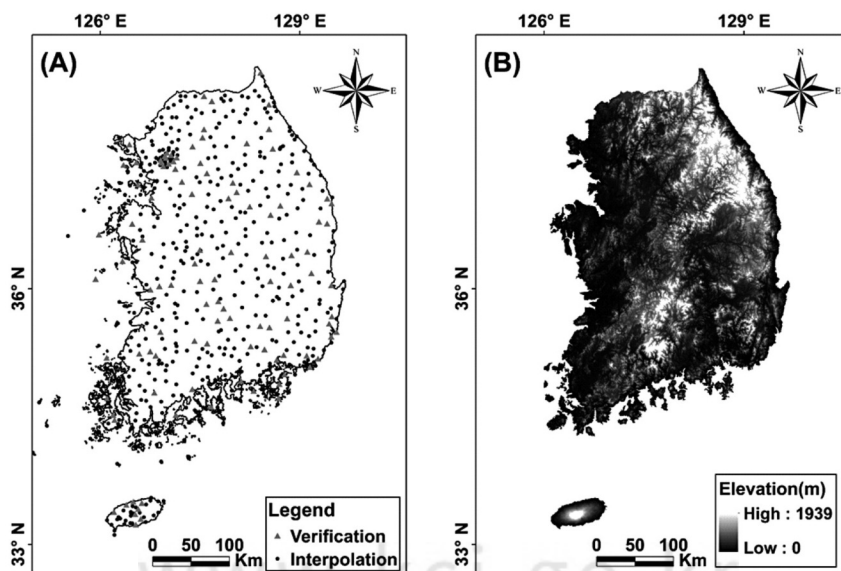 126° E 129° E
(A)
N
W E
S
36° N
33° N
Legend
Verification
Interpolation
0 50 100
Km
126° E 129° E
(B)
N
W E
S
36° N
33° N
Elevation(m)
High : 1939
Low : 0
0 50 100
Km